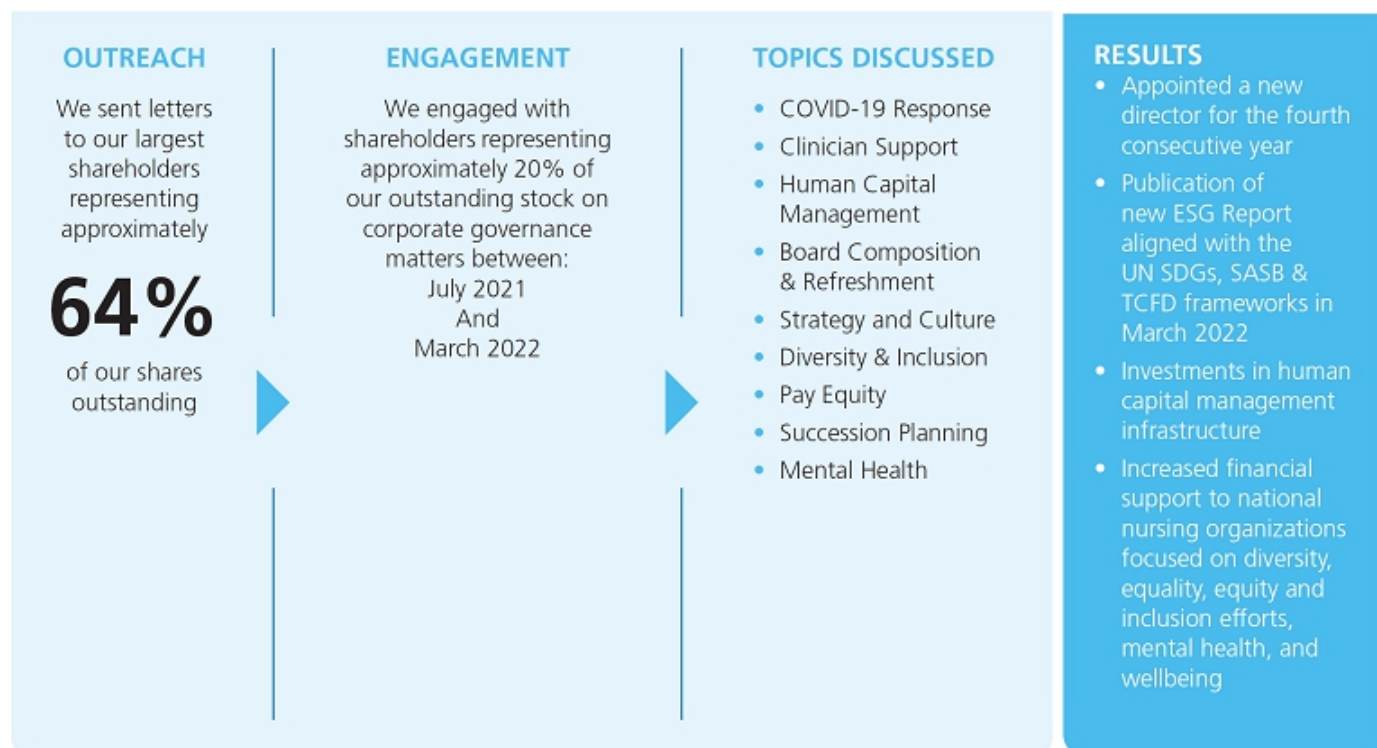 OUTREACH
We sent letters
to our largest
shareholders
representing
approximately
64%
of our shares
outstanding
ENGAGEMENT
We engaged with
shareholders representing
approximately 20% of
our outstanding stock on
corporate governance
matters between:
July 2021
And
March 2022
TOPICS DISCUSSED
• COVID-19 Response
• Clinician Support
• Human Capital
Management
• Board Composition
& Refreshment
• Strategy and Culture
• Diversity & Inclusion
• Pay Equity
• Succession Planning
• Mental Health
RESULTS
• Appointed a new
director for the fourth
consecutive year
• Publication of
new ESG Report
aligned with the
UN SDGs, SASB &
TCFD frameworks in
March 2022
• Investments in human
capital management
infrastructure
• Increased financial
support to national
nursing organizations
focused on diversity,
equality, equity and
inclusion efforts,
mental health, and
wellbeing